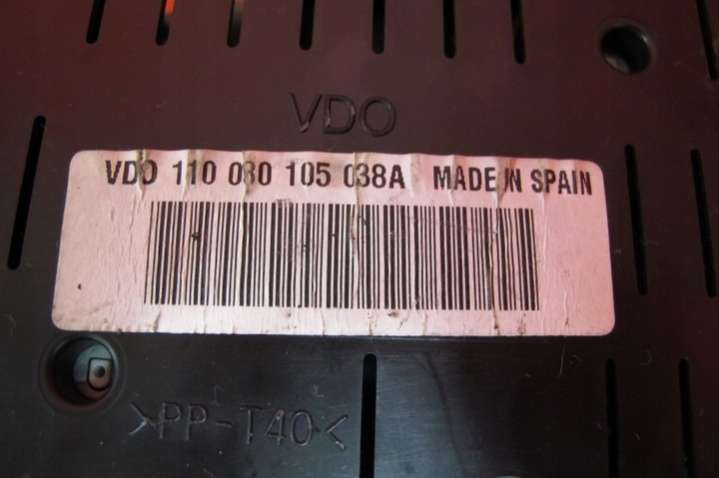 VDO
VDO 110 080 105 038A MADE IN SPAIN
>PP-T40<